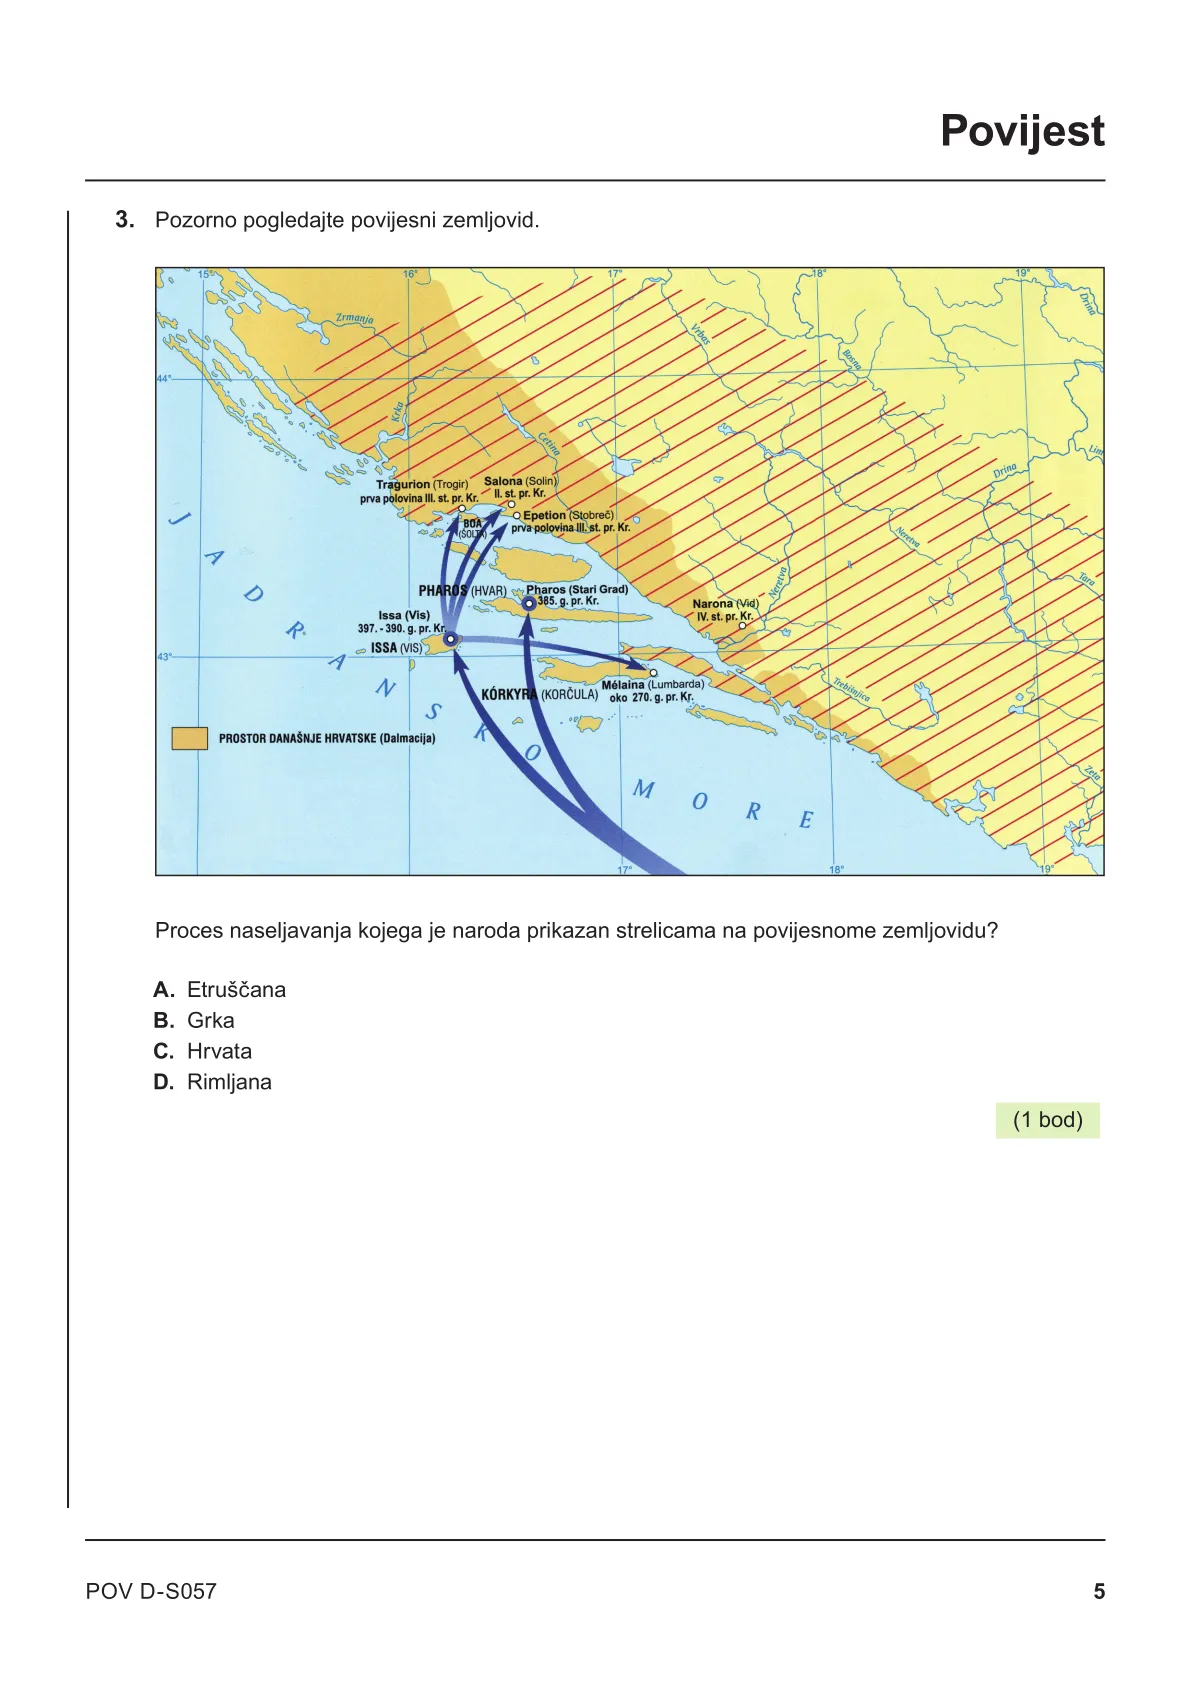 Povijest
3. Pozorno pogledajte povijesni zemljovid.
15° 16° 17° 18° 19°
Zrmanja
Vrbas
Bosna
Drina
44°
Krka
Cetina
Drina
Lim
Tragurion (Trogir)
prva polovina III. st. pr. Kr.
Salona (Solin)
II. st. pr. Kr.
Epetion (Stobreč)
prva polovina III. st. pr. Kr.
BOA
(ŠOLTA)
Neretva
Tara
Neretva
PHAROS (HVAR)
Pharos (Stari Grad)
385. g. pr. Kr.
Narona (Vid)
IV. st. pr. Kr.
Issa (Vis)
397. - 390. g. pr. Kr.
ISSA (VIS)
43°
KÓRKYRA (KORČULA)
Mélaina (Lumbarda)
oko 270. g. pr. Kr.
Trebišnjica
Zeta
JADRANSKO MORE
PROSTOR DANAŠNJE HRVATSKE (Dalmacija)
17° 18° 19°
Proces naseljavanja kojega je naroda prikazan strelicama na povijesnome zemljovidu?
A. Etruščana
B. Grka
C. Hrvata
D. Rimljana
(1 bod)
POV D-S057
5